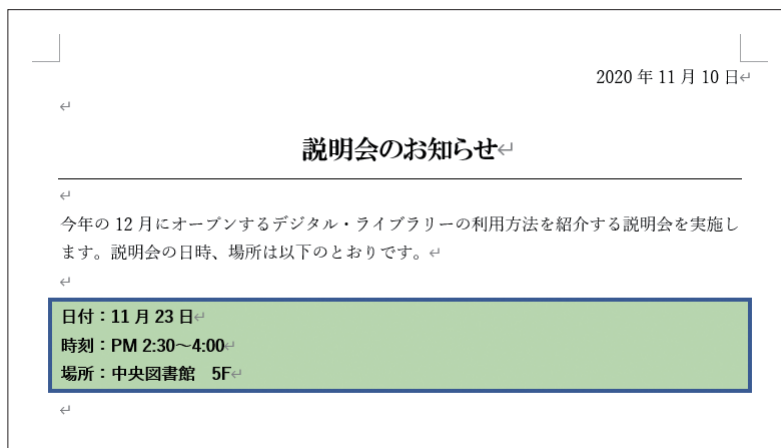 2020 年 11 月 10 日
説明会のお知らせ
今年の 12 月にオープンするデジタル・ライブラリーの利用方法を紹介する説明会を実施し
ます。説明会の日時、場所は以下のとおりです。
日付：11 月 23 日
時刻：PM 2:30～4:00
場所：中央図書館　5F